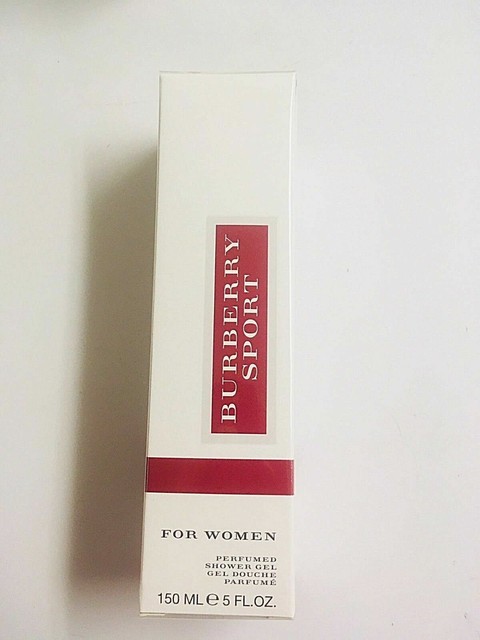 BURBERRY
SPORT
FOR WOMEN
PERFUMED
SHOWER GEL
GEL DOUCHE
PARFUMÉ
150 ML ℮ 5 FL.OZ.